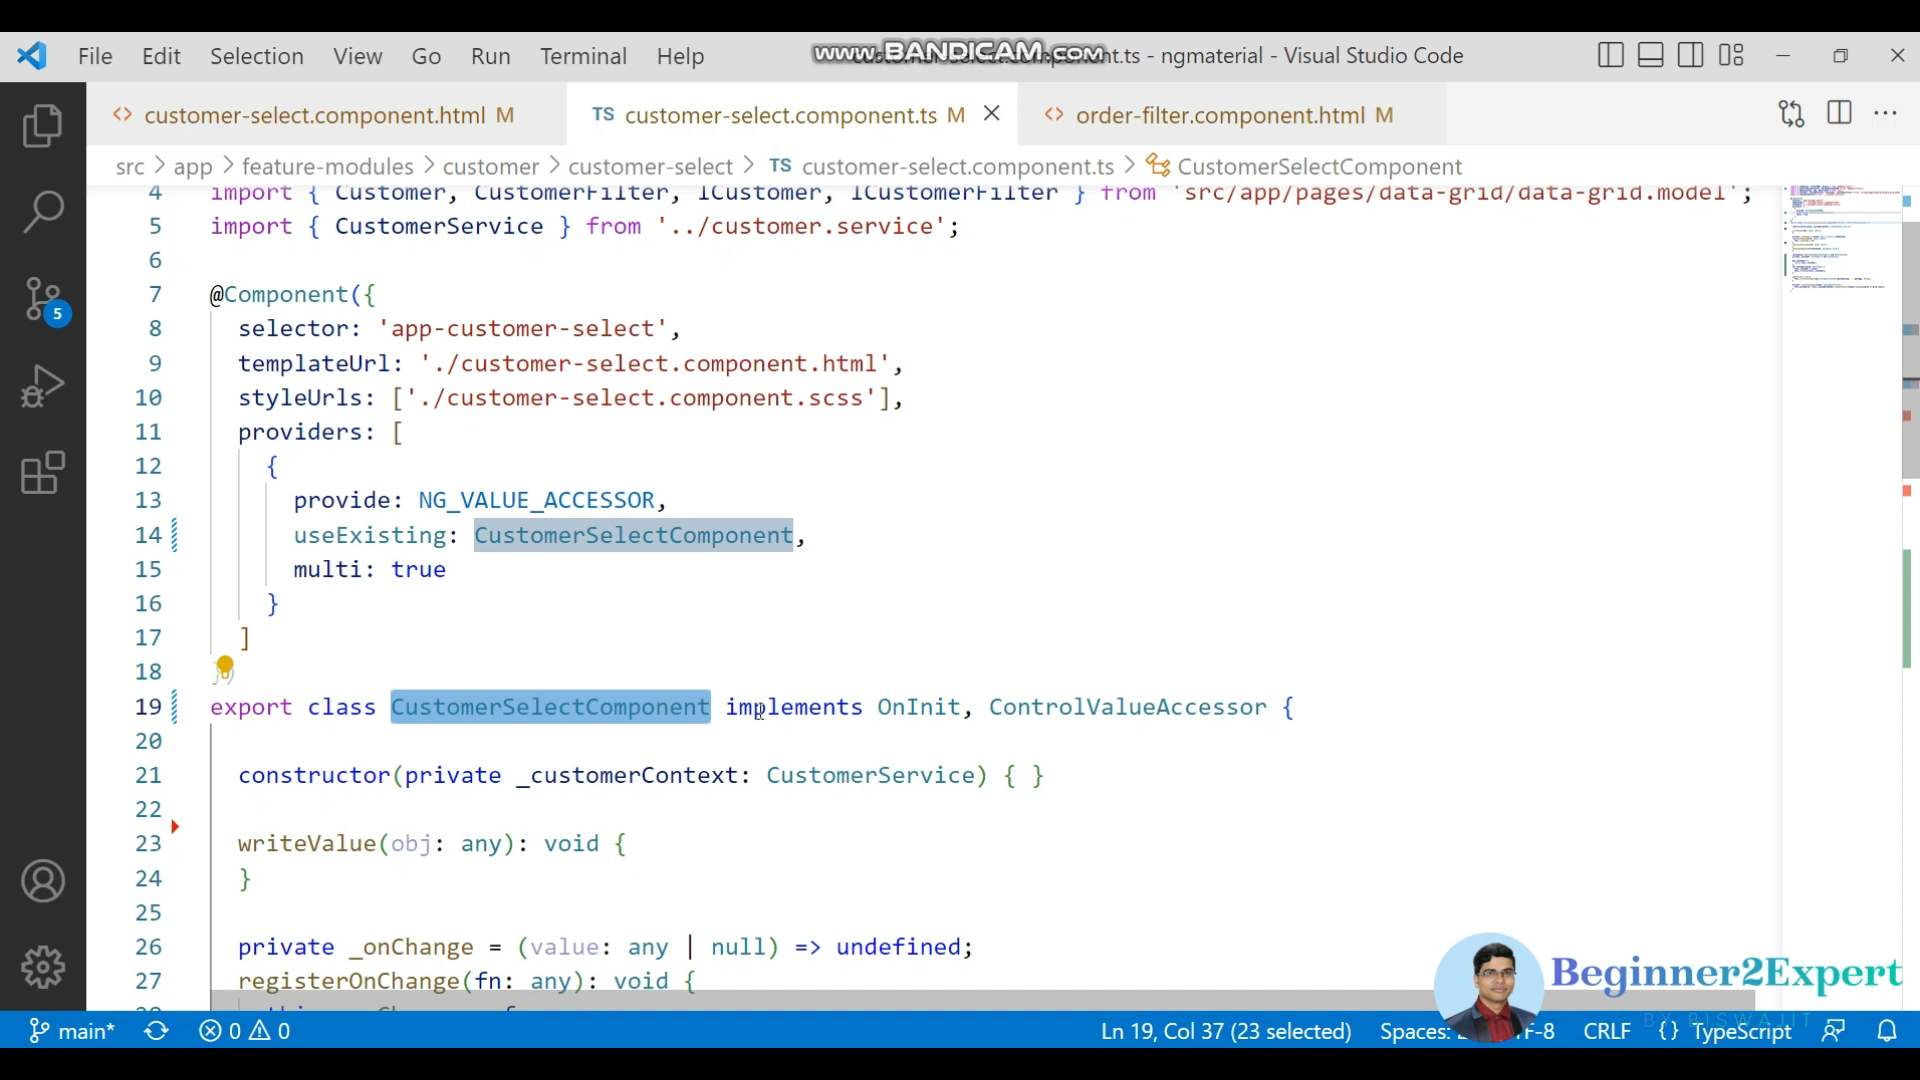 File Edit Selection View Go Run Terminal Help
www.BANDICAM.com
.ts - ngmaterial - Visual Studio Code
customer-select.component.html M
TS customer-select.component.ts M
order-filter.component.html M
src > app > feature-modules > customer > customer-select > TS customer-select.component.ts > CustomerSelectComponent
4 import { Customer, CustomerFilter, ICustomer, ICustomerFilter } from 'src/app/pages/data-grid/data-grid.model';
5 import { CustomerService } from '../customer.service';
6
7 @Component({
8 selector: 'app-customer-select',
9 templateUrl: './customer-select.component.html',
10 styleUrls: ['./customer-select.component.scss'],
11 providers: [
12 {
13 provide: NG_VALUE_ACCESSOR,
14 useExisting: CustomerSelectComponent,
15 multi: true
16 }
17 ]
18 })
19 export class CustomerSelectComponent implements OnInit, ControlValueAccessor {
20
21 constructor(private _customerContext: CustomerService) { }
22
23 writeValue(obj: any): void {
24 }
25
26 private _onChange = (value: any | null) => undefined;
27 registerOnChange(fn: any): void {
5
Beginner2Expert
BY BISWAJIT
main* 0 0 Ln 19, Col 37 (23 selected) Spaces: TF-8 CRLF {} TypeScript